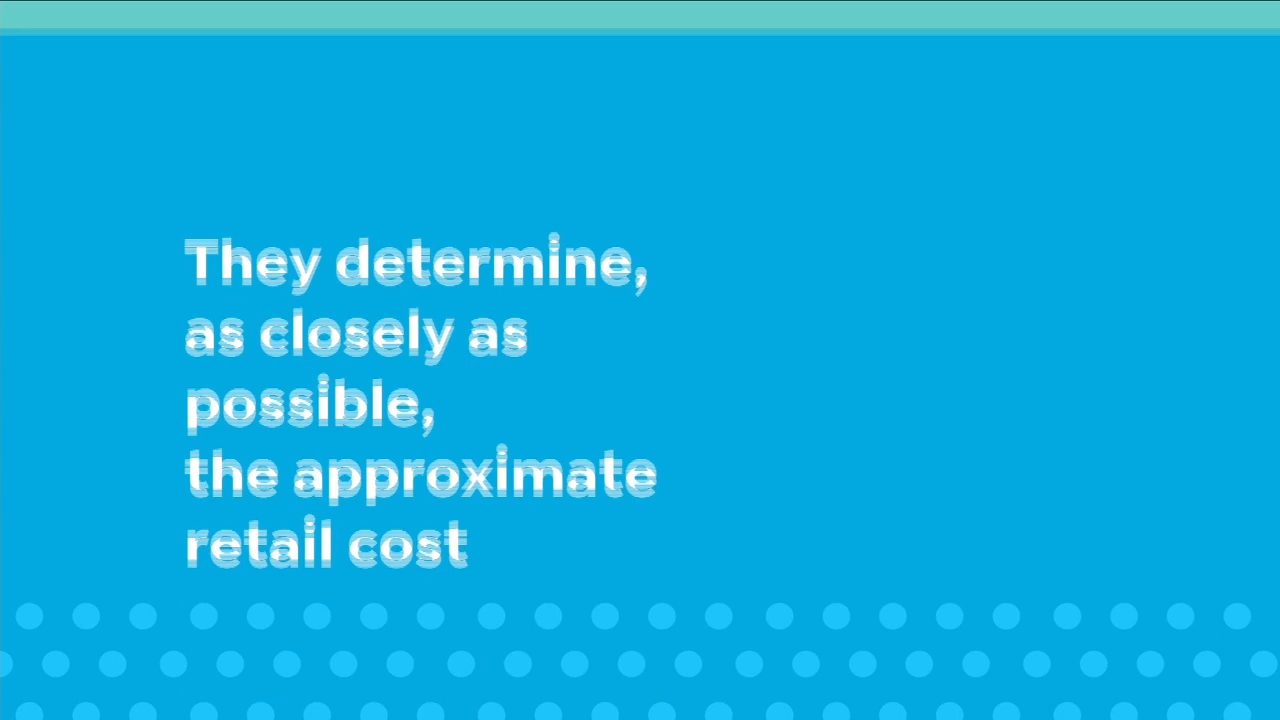 They determine,
as closely as
possible,
the approximate
retail cost